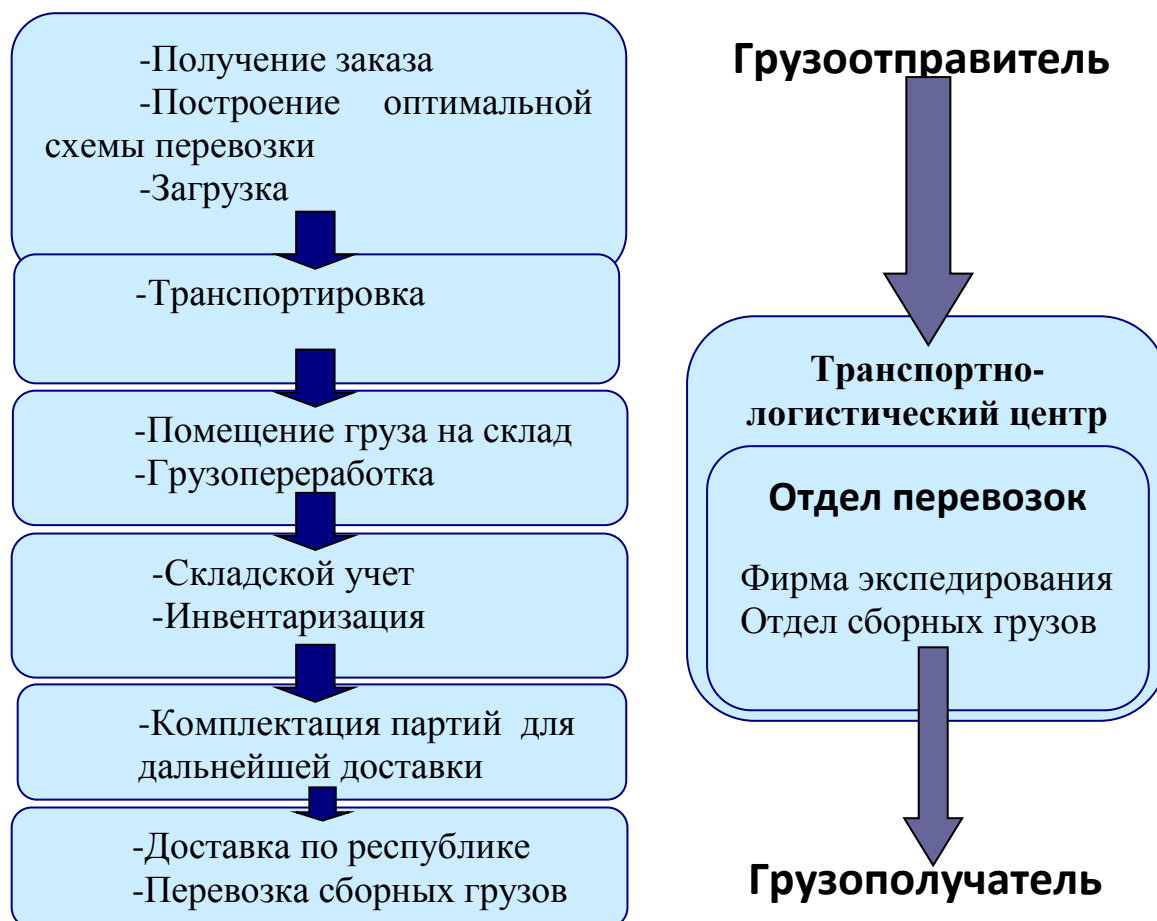 -Получение заказа
-Построение оптимальной
схемы перевозки
-Загрузка
-Транспортировка
-Помещение груза на склад
-Грузопереработка
-Складской учет
-Инвентаризация
-Комплектация партий для
дальнейшей доставки
-Доставка по республике
-Перевозка сборных грузов
Грузоотправитель
Транспортно-
логистический центр
Отдел перевозок
Фирма экспедирования
Отдел сборных грузов
Грузополучатель